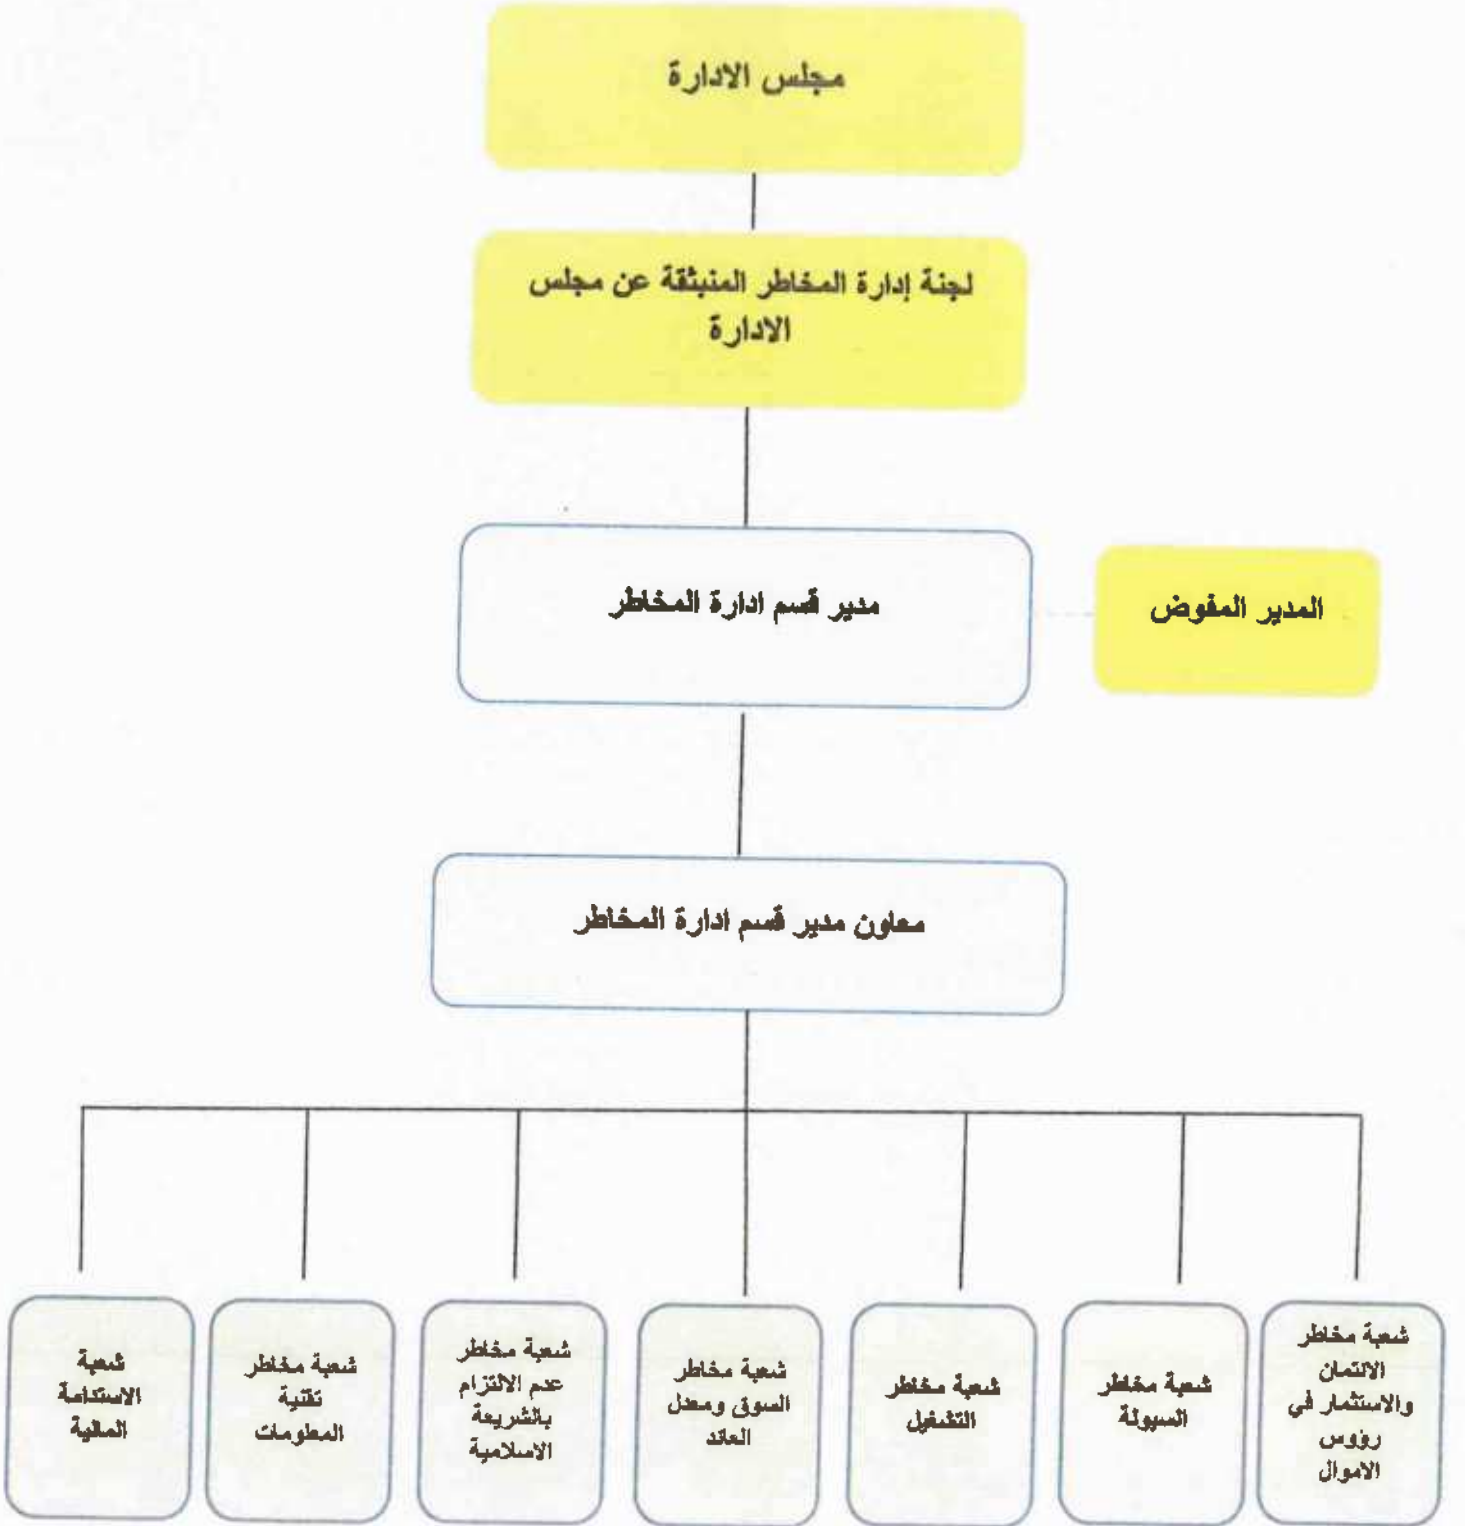 مجلس الادارة
لجنة إدارة المخاطر المنبثقة عن مجلس
الادارة
مدير قسم ادارة المخاطر
المدير المفوض
معاون مدير قسم ادارة المخاطر
شعبة مخاطر
الائتمان
والاستثمار في
رؤوس
الاموال
شعبة مخاطر
السيولة
شعبة مخاطر
التشغيل
شعبة مخاطر
السوق ومعدل
العائد
شعبة مخاطر
عدم الالتزام
بالشريعة
الاسلامية
شعبة مخاطر
تقنية
المعلومات
شعبة
الاستدامة
المالية